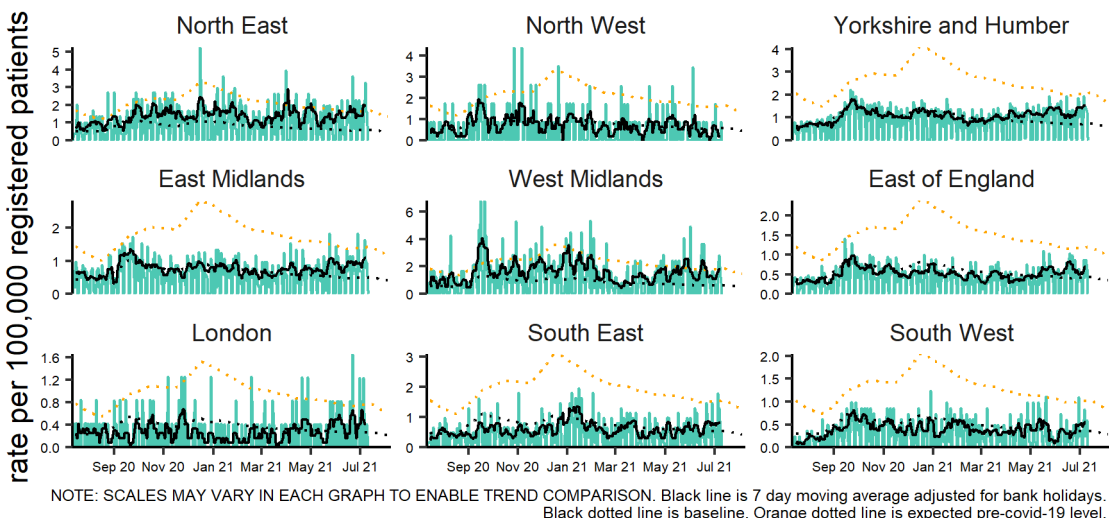 rate per 100,000 registered patients
North East
North West
Yorkshire and Humber
5
4
3
2
1
0
4
3
2
1
0
4
3
2
1
0
East Midlands
West Midlands
East of England
2
1
0
6
4
2
0
2.0
1.5
1.0
0.5
0.0
London
South East
South West
1.6
1.2
0.8
0.4
0.0
3
2
1
0
2.0
1.5
1.0
0.5
0.0
Sep 20 Nov 20 Jan 21 Mar 21 May 21 Jul 21
Sep 20 Nov 20 Jan 21 Mar 21 May 21 Jul 21
Sep 20 Nov 20 Jan 21 Mar 21 May 21 Jul 21
NOTE: SCALES MAY VARY IN EACH GRAPH TO ENABLE TREND COMPARISON. Black line is 7 day moving average adjusted for bank holidays.
Black dotted line is baseline. Orange dotted line is expected pre-covid-19 level.